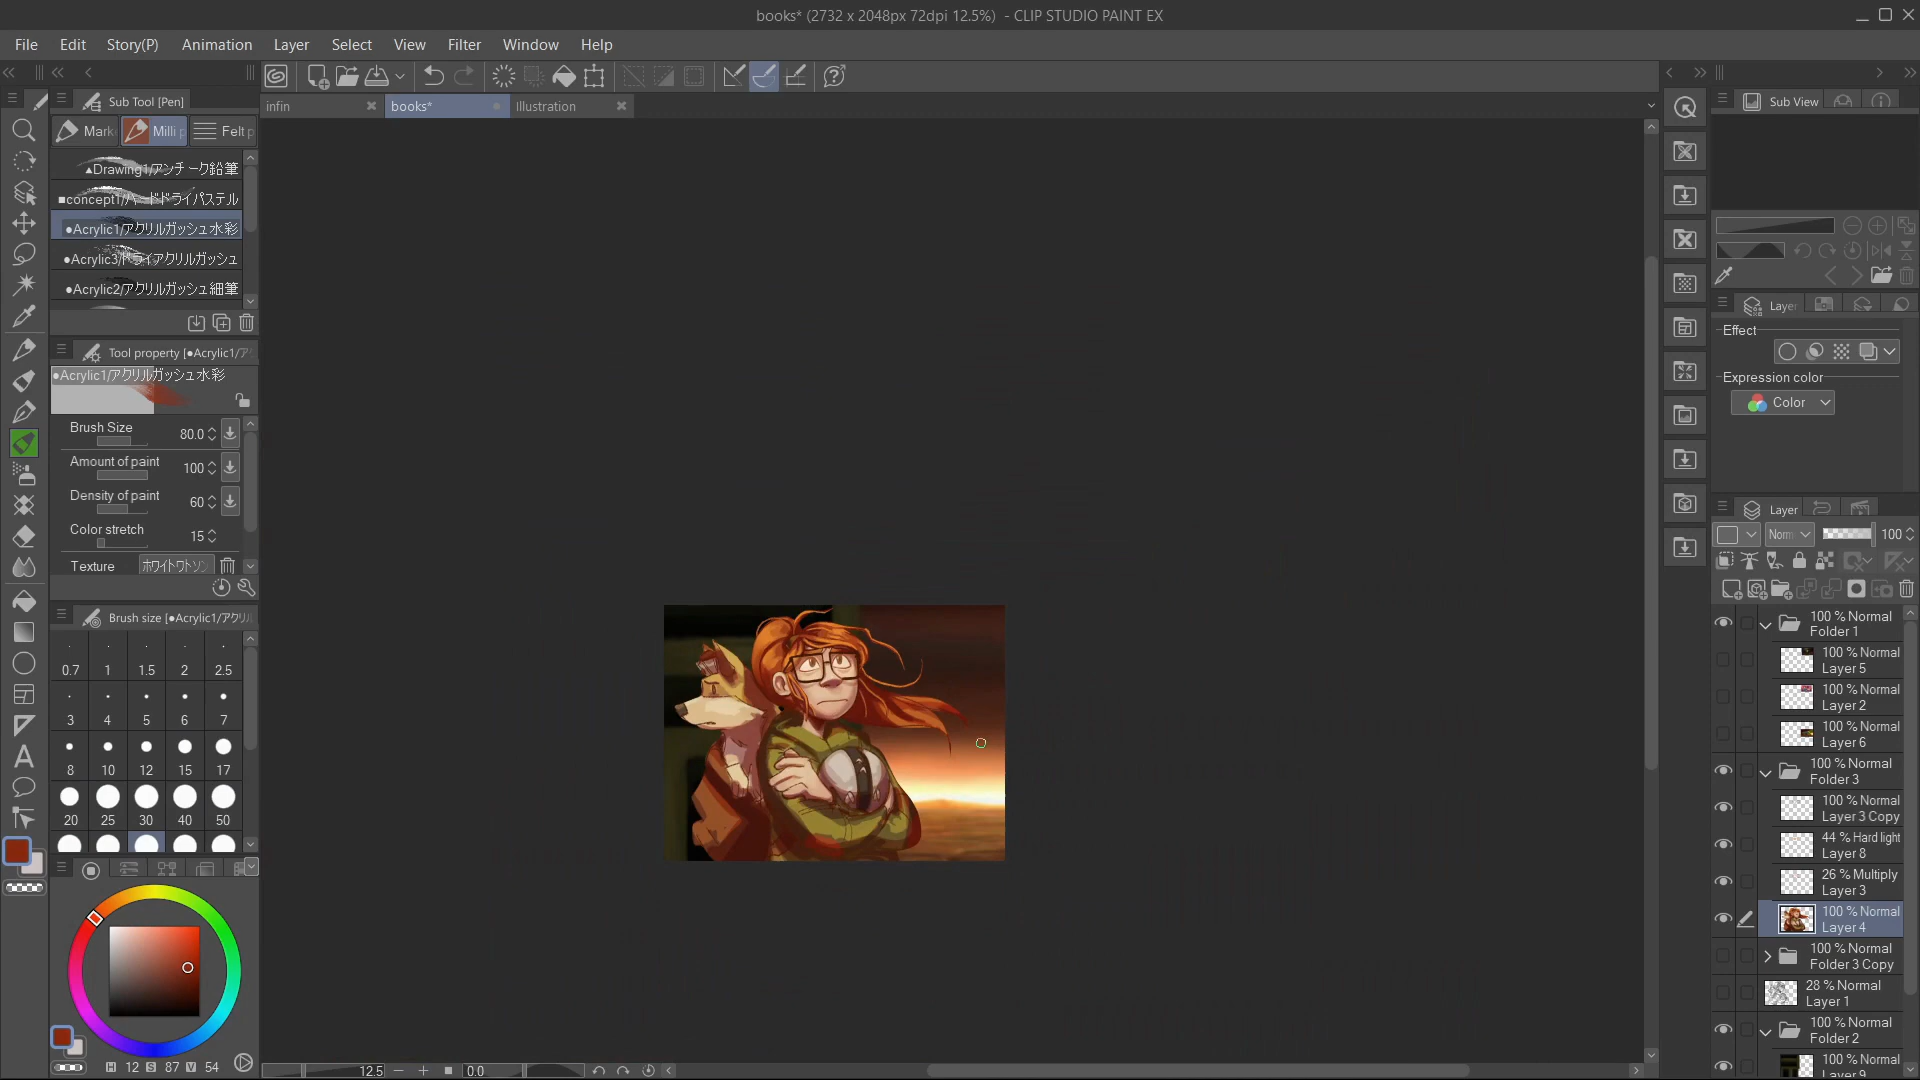 books* (2732 x 2048px 72dpi 12.5%) - CLIP STUDIO PAINT EX
File Edit Story(P) Animation Layer Select View Filter Window Help
Sub Tool [Pen]
infin
books*
Illustration
Sub View
Mark
Milli p
Felt p
▲Drawing1/アンチーク鉛筆
■concept1/ハードドライパステル
●Acrylic1/アクリルガッシュ水彩
●Acrylic3/ドライアクリルガッシュ
●Acrylic2/アクリルガッシュ細筆
Tool property [●Acrylic1/ア
●Acrylic1/アクリルガッシュ水彩
Brush Size 80.0
Amount of paint 100
Density of paint 60
Color stretch 15
Texture ホワイトワトソン
Brush size [●Acrylic1/アクリル
0.7 1 1.5 2 2.5
3 4 5 6 7
8 10 12 15 17
20 25 30 40 50
H 12 S 87 V 54
12.5
0.0
Layer
Effect
Expression color
Color
Layer
Norm
100
100 % Normal
Folder 1
100 % Normal
Layer 5
100 % Normal
Layer 2
100 % Normal
Layer 6
100 % Normal
Folder 3
100 % Normal
Layer 3 Copy
44 % Hard light
Layer 8
26 % Multiply
Layer 3
100 % Normal
Layer 4
100 % Normal
Folder 3 Copy
28 % Normal
Layer 1
100 % Normal
Folder 2
100 % Normal
Layer 9